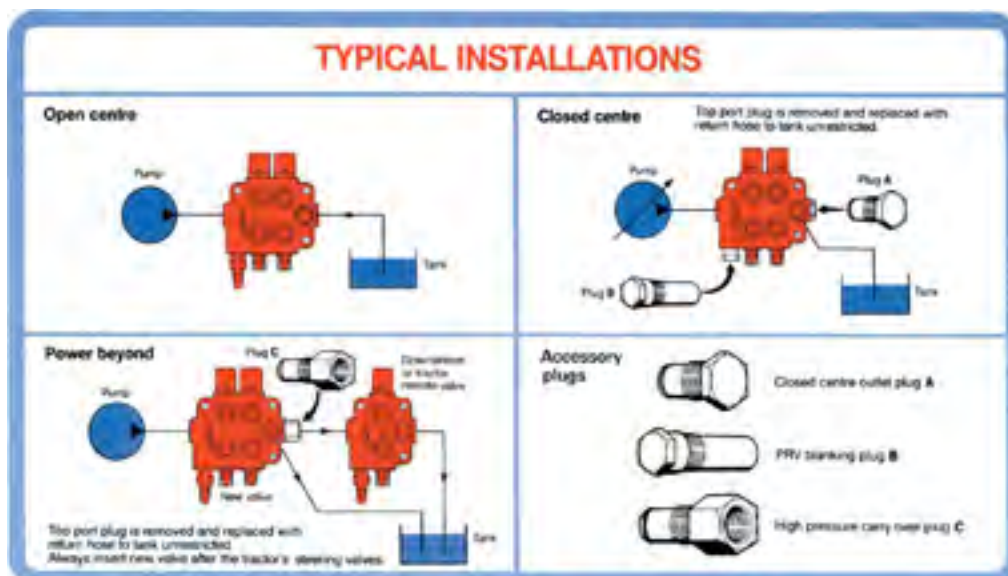 TYPICAL INSTALLATIONS
Open centre
Pump
Tank
Closed centre
Top port plug is removed and replaced with
return hose to tank unrestricted.
Pump
Plug A
Plug B
Tank
Power beyond
Plug C
Downstream
or tractor
remote valve
Pump
New valve
Tank
Top port plug is removed and replaced with
return hose to tank unrestricted.
Always insert new valve after the tractor's steering valves
Accessory
plugs
Closed centre outlet plug A
PRV blanking plug B
High pressure carry over plug C